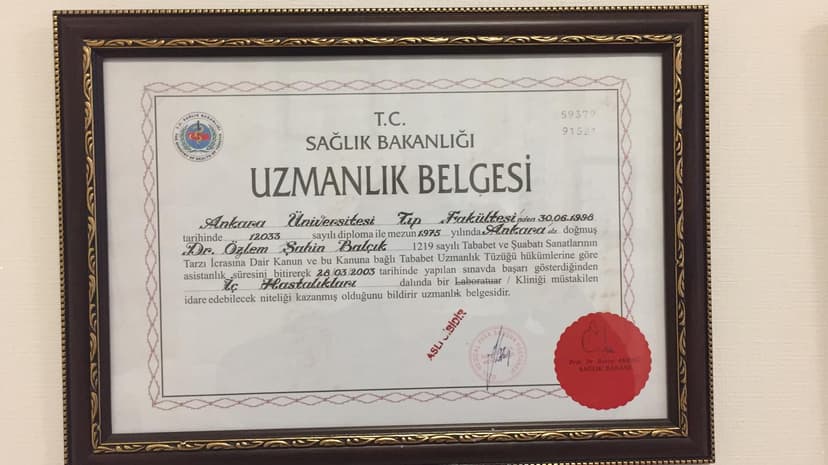 T.C.
SAĞLIK BAKANLIĞI
UZMANLIK BELGESİ
59379
Ankara Üniversitesi Tıp Fakültesi'nden 30.06.1998
tarihinde 12033 sayılı diploma ile mezun 1975 yılında Ankara'da doğmuş
Dr. Özlem Şahin Balçık 1219 sayılı Tababet ve Şuabatı Sanatlarının
Tarzı İcrasına Dair Kanun ve bu Kanuna bağlı Tababet Uzmanlık Tüzüğü hükümlerine göre
asistanlık süresini bitirerek 28.03.2003 tarihinde yapılan sınavda başarı gösterdiğinden
İç Hastalıkları dalında bir Laboratuar / Kliniği müstakilen
idare edebilecek niteliği kazanmış olduğunu bildirir uzmanlık belgesidir.
ASLI GİBİDİR
Prof. Dr.
SAĞLIK BAKANI